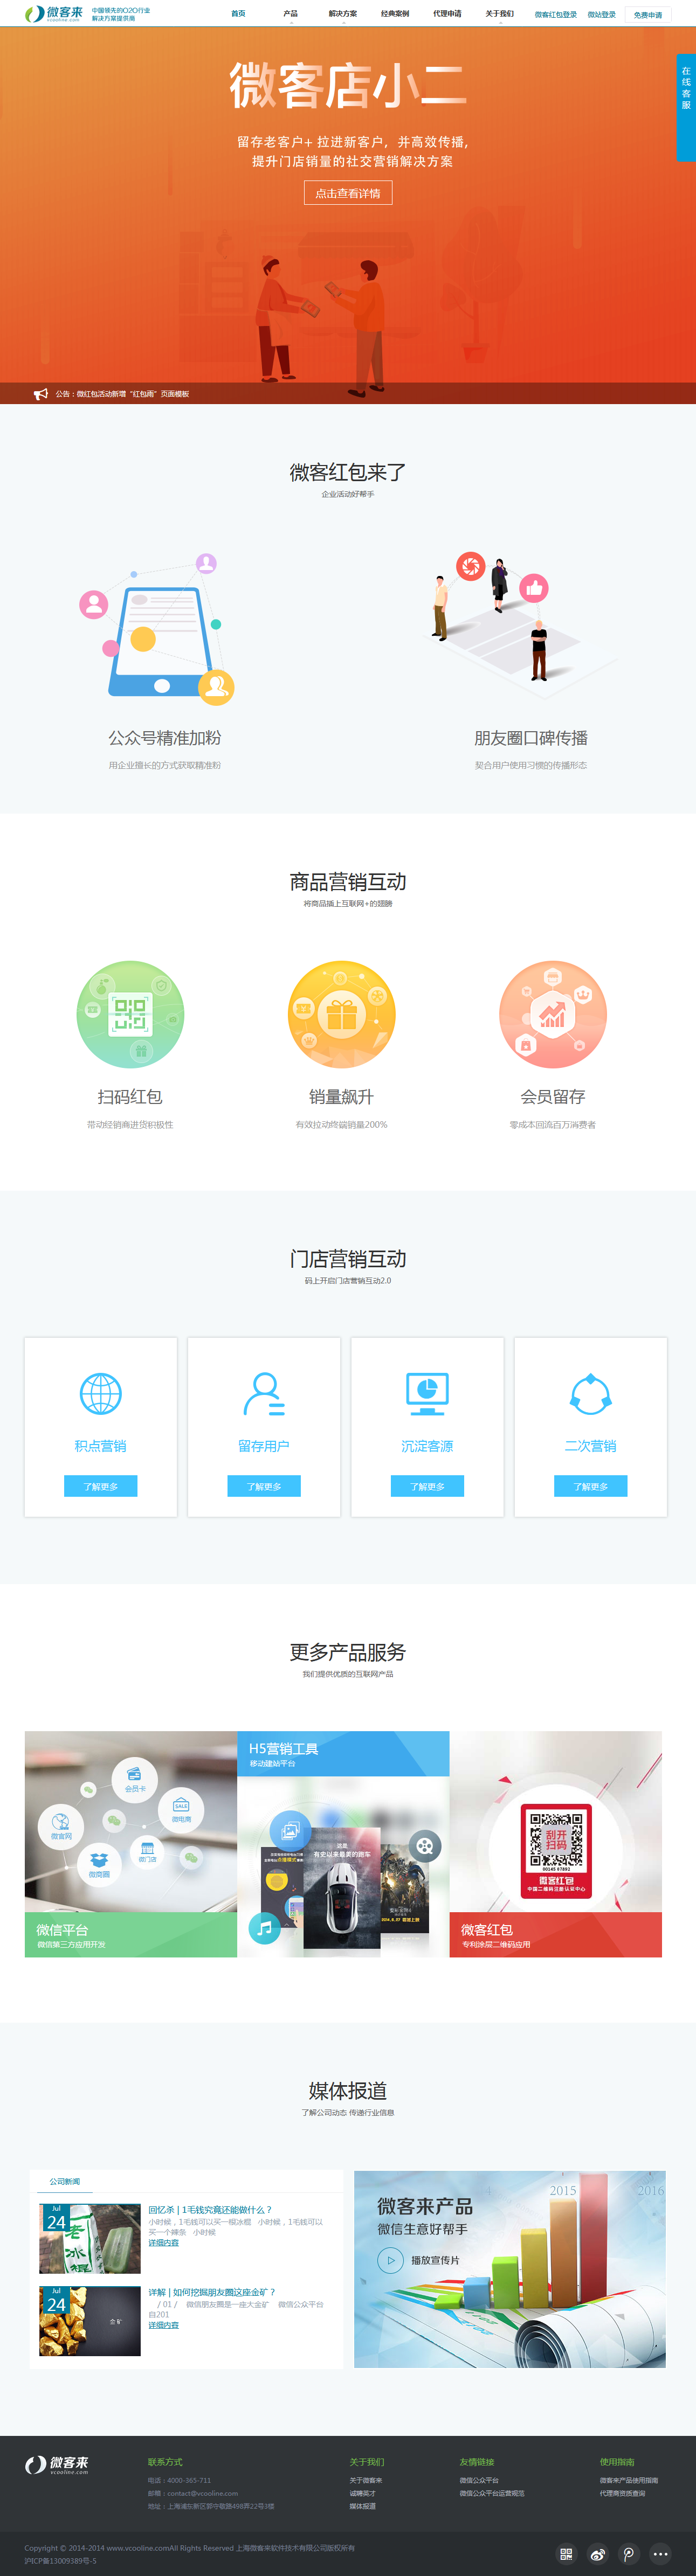 微客来
vcooline.com
中国领先的O2O行业
解决方案提供商
首页 产品 解决方案 经典案例 代理申请 关于我们 微客红包登录 微站登录 免费申请
在线客服
微客店小二
留存老客户+ 拉进新客户，并高效传播，
提升门店销量的社交营销解决方案
点击查看详情
公告：微红包活动新增“红包雨”页面模板
微客红包来了
企业活动好帮手
公众号精准加粉
用企业擅长的方式获取精准粉
朋友圈口碑传播
契合用户使用习惯的传播形态
商品营销互动
将商品插上互联网+的翅膀
扫码红包
带动经销商进货积极性
销量飙升
有效拉动终端销量200%
会员留存
零成本回流百万消费者
门店营销互动
码上开启门店营销互动2.0
积点营销
了解更多
留存用户
了解更多
沉淀客源
了解更多
二次营销
了解更多
更多产品服务
我们提供优质的互联网产品
会员卡
SALE
微电商
微官网
微门店
微商圈
微信平台
微信第三方应用开发
H5营销工具
移动建站平台
这是
有史以来最美的跑车
刮开
扫码
微客红包
中国二维码注册认证中心
微客红包
专利涂层二维码应用
媒体报道
了解公司动态 传递行业信息
公司新闻
Jul
24
回忆杀 | 1毛钱究竟还能做什么？
小时候，1毛钱可以买一根冰棍 小时候，1毛钱可以
买一个辣条 小时候
详细内容
Jul
24
金矿
详解 | 如何挖掘朋友圈这座金矿？
/ 01 / 微信朋友圈是一座大金矿 微信公众平台
自201
详细内容
微客来产品
微信生意好帮手
播放宣传片
2015
2016
微客来
vcooline.com
联系方式
电话：4000-365-711
邮箱：contact@vcooline.com
地址：上海浦东新区郭守敬路498弄22号3楼
关于我们
关于微客来
诚聘英才
媒体报道
友情链接
微信公众平台
微信公众平台运营规范
使用指南
微客来产品使用指南
代理商资质查询
Copyright © 2014-2014 www.vcooline.comAll Rights Reserved 上海微客来软件技术有限公司版权所有
沪ICP备13009389号-5